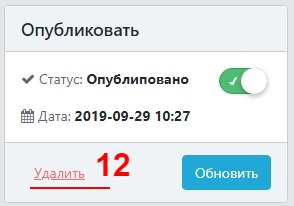 Опубликовать
Статус: Опублиповано
Дата: 2019-09-29 10:27
Удалить 12 Обновить